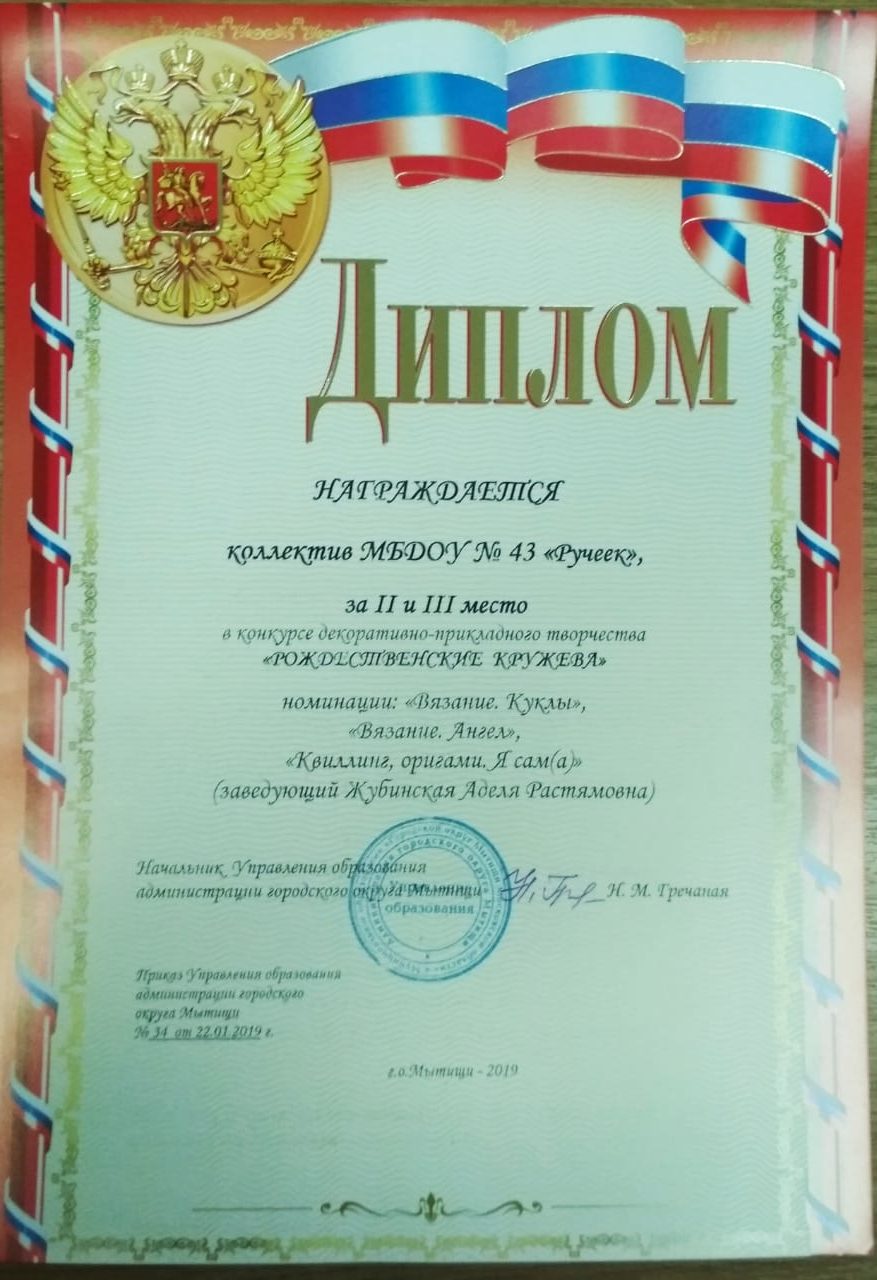 Диплом
НАГРАЖДАЕТСЯ
коллектив МБДОУ № 43 «Ручеек»,
за II и III место
в конкурсе декоративно-прикладного творчества
«РОЖДЕСТВЕНСКИЕ КРУЖЕВА»
номинации: «Вязание. Куклы»,
«Вязание. Ангел»,
«Квиллинг, оригами. Я сам(а)»
(заведующий Жубинская Аделя Растямовна)
Начальник Управления образования
администрации городского округа Мытищи Н. М. Гречаная
Управление
образования
Приказ Управления образования
администрации городского
округа Мытищи
№ 34 от 22.01.2019 г.
г.о.Мытищи - 2019